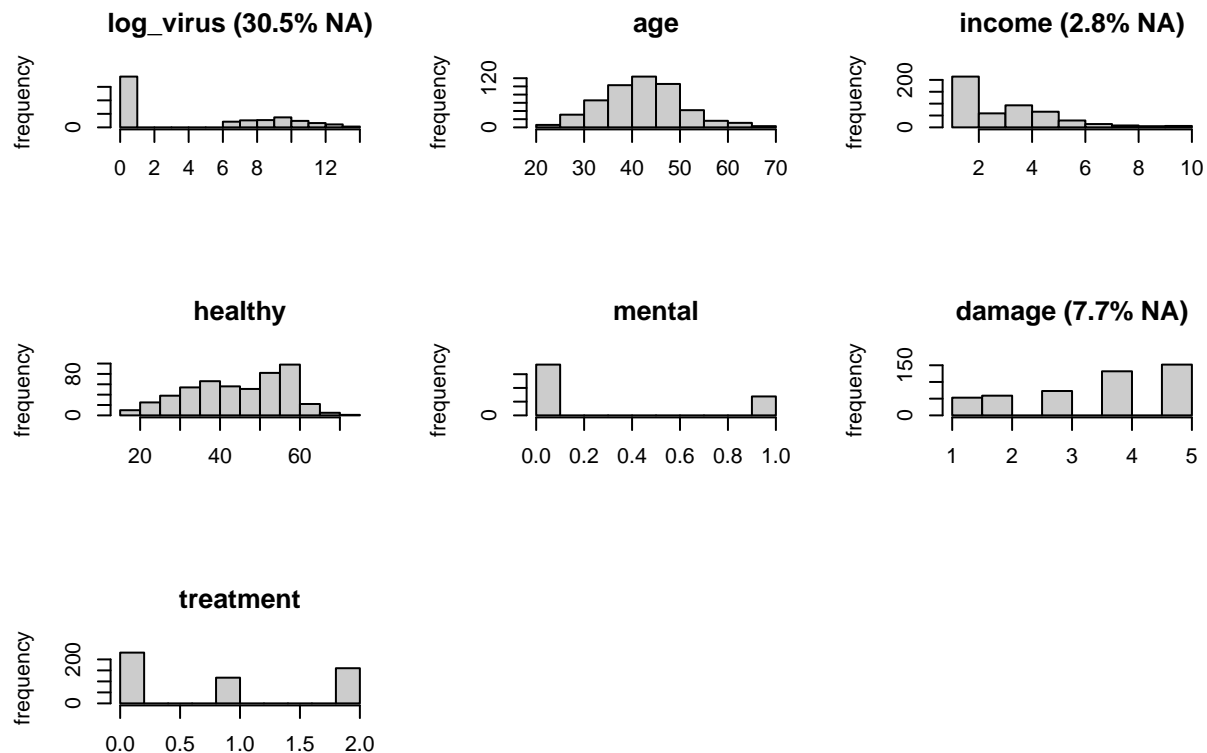 log_virus (30.5% NA)
frequency
0
0 2 4 6 8 12
age
frequency
0 120
20 30 40 50 60 70
income (2.8% NA)
frequency
0 200
2 4 6 8 10
healthy
frequency
0 80
20 40 60
mental
frequency
0
0.0 0.2 0.4 0.6 0.8 1.0
damage (7.7% NA)
frequency
0 150
1 2 3 4 5
treatment
frequency
0 200
0.0 0.5 1.0 1.5 2.0